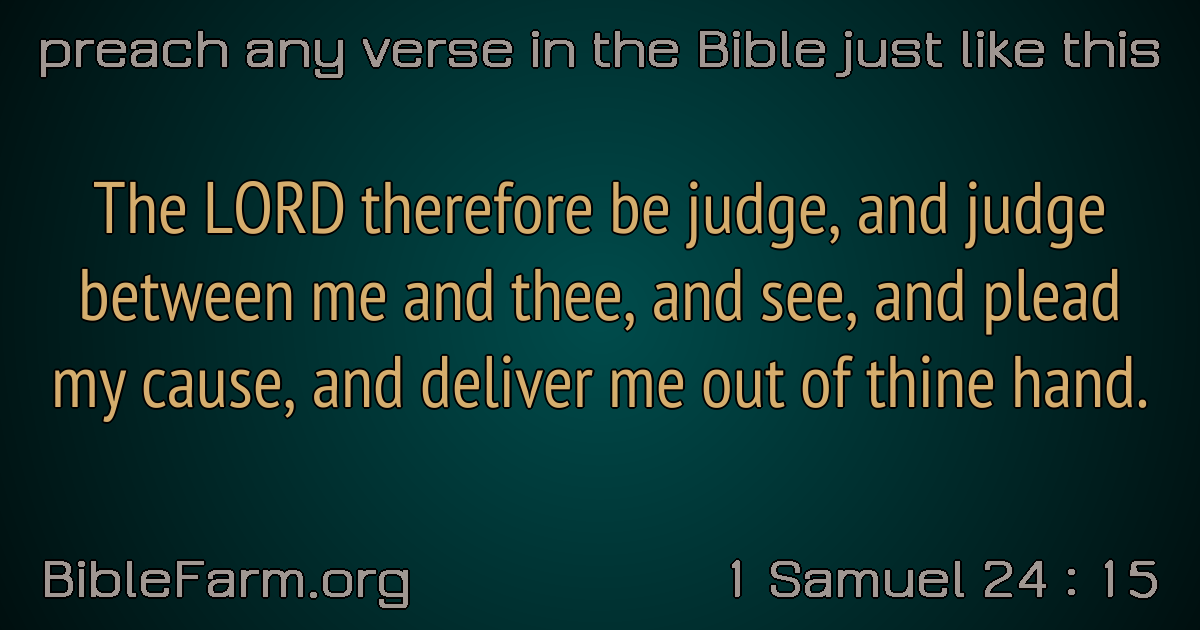 preach any verse in the Bible just like this
The LORD therefore be judge, and judge
between me and thee, and see, and plead
my cause, and deliver me out of thine hand.
BibleFarm.org
1 Samuel 24 : 15